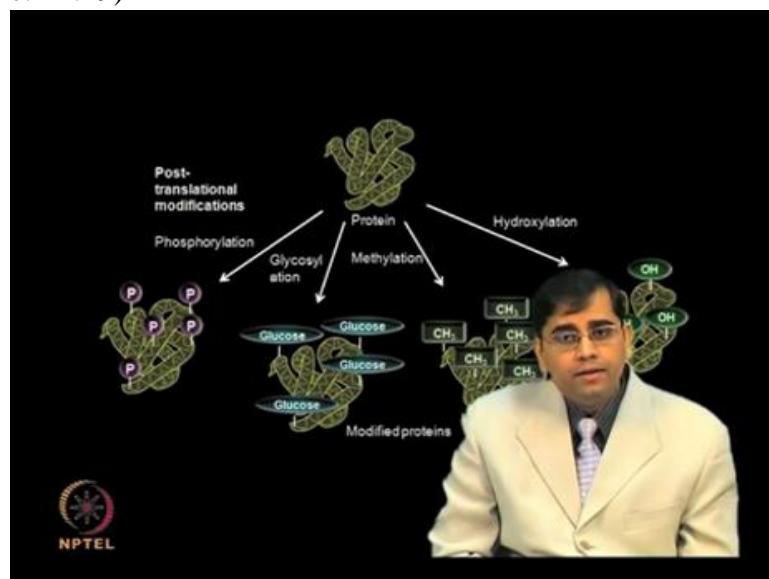 Post-
translational
modifications
Protein
Phosphorylation
Glycosyl
ation
Methylation
Hydroxylation
P
P
P
P
P
Glucose
Glucose
Glucose
Glucose
CH3
CH3
CH3
CH3
CH3
OH
OH
Modified proteins
NPTEL